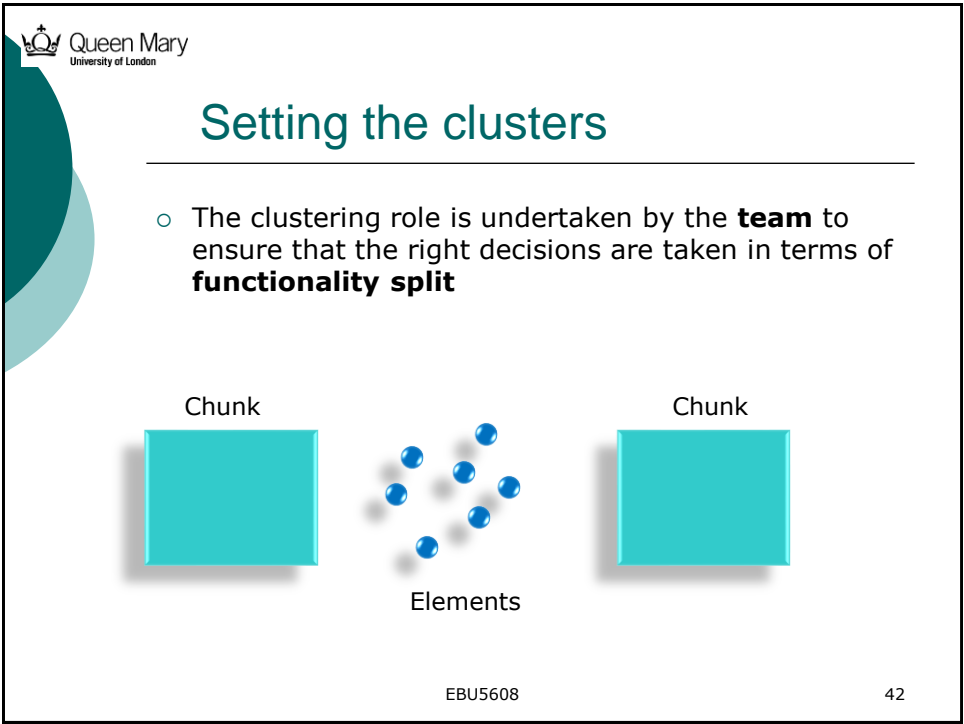 Queen Mary
University of London
Setting the clusters
The clustering role is undertaken by the team to
ensure that the right decisions are taken in terms of
functionality split
Chunk
Chunk
Elements
EBU5608
42